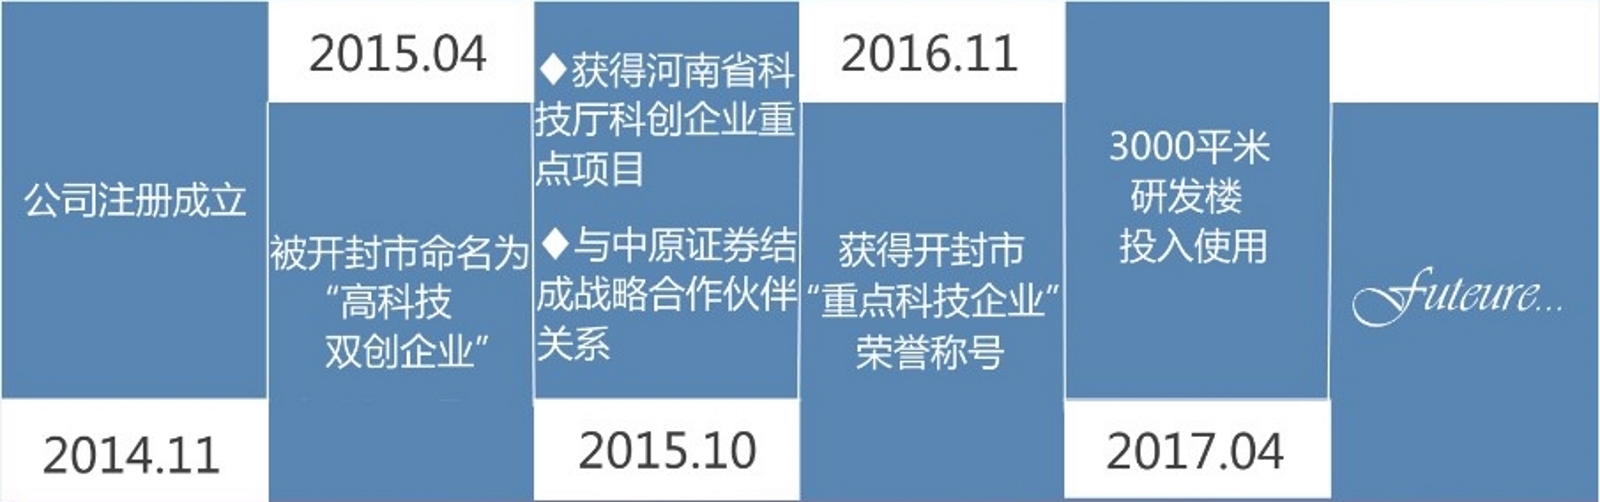 公司注册成立
2014.11
2015.04
被开封市命名为
“高科技
双创企业”
◆获得河南省科
技厅科创企业重
点项目
◆与中原证券结
成战略合作伙伴
关系
2015.10
2016.11
获得开封市
“重点科技企业”
荣誉称号
3000平米
研发楼
投入使用
2017.04
Futeure...